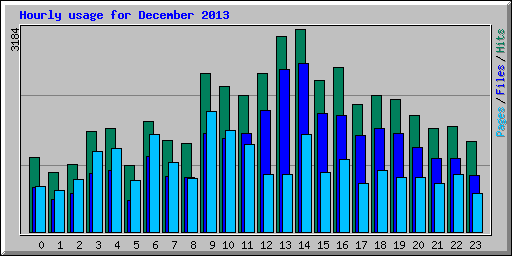 Hourly usage for December 2013
3184
Pages / Files / Hits
0 1 2 3 4 5 6 7 8 9 10 11 12 13 14 15 16 17 18 19 20 21 22 23